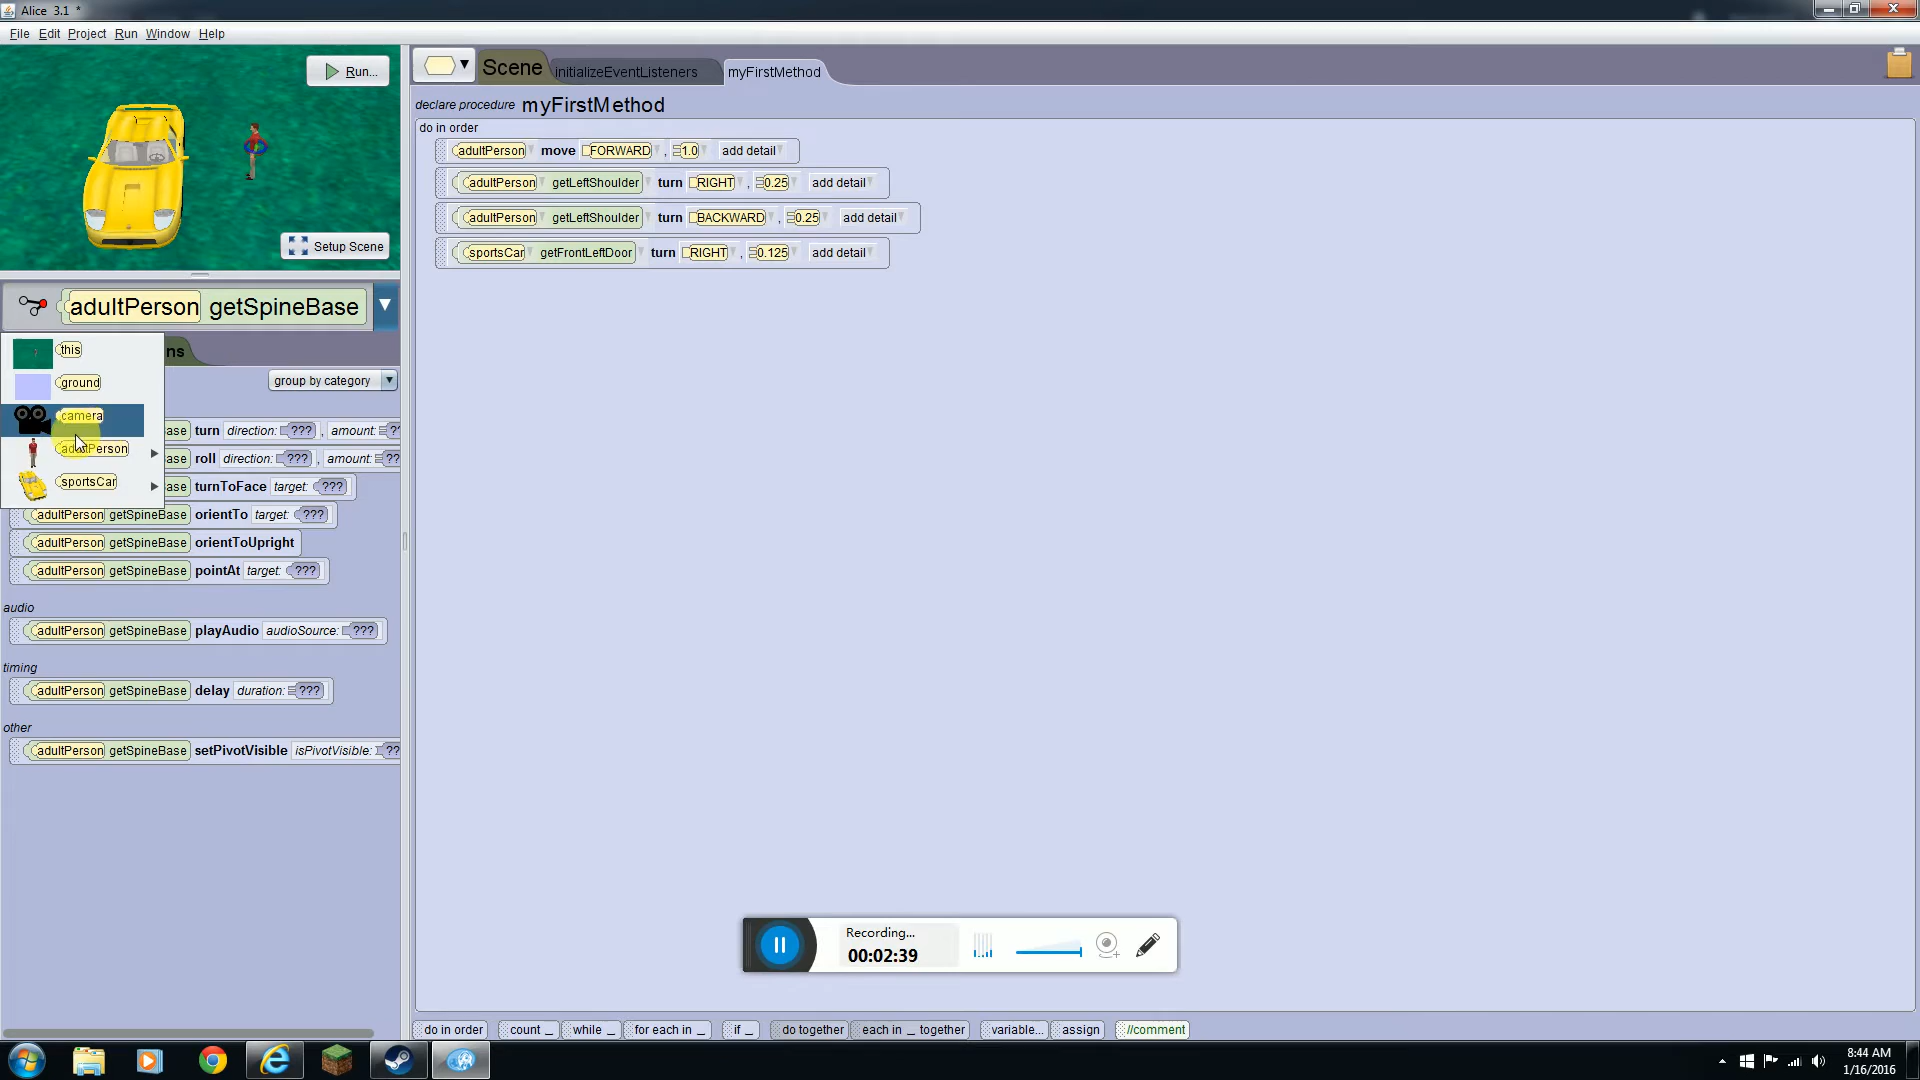 Alice 3.1 *
File Edit Project Run Window Help
Run...
Setup Scene
Scene initializeEventListeners myFirstMethod
declare procedure myFirstMethod
do in order
adultPerson move FORWARD , 1.0 add detail
adultPerson getLeftShoulder turn RIGHT , 0.25 add detail
adultPerson getLeftShoulder turn BACKWARD , 0.25 add detail
sportsCar getFrontLeftDoor turn RIGHT , 0.125 add detail
adultPerson getSpineBase
this
ground
camera
adultPerson
sportsCar
ns
group by category
ase turn direction: ??? , amount: ??
ase roll direction: ??? , amount: ??
ase turnToFace target: ???
adultPerson getSpineBase orientTo target: ???
adultPerson getSpineBase orientToUpright
adultPerson getSpineBase pointAt target: ???
audio
adultPerson getSpineBase playAudio audioSource: ???
timing
adultPerson getSpineBase delay duration: ???
other
adultPerson getSpineBase setPivotVisible isPivotVisible: ??
Recording...
00:02:39
do in order count _ while _ for each in _ if _ do together each in _ together variable... assign //comment
8:44 AM
1/16/2016